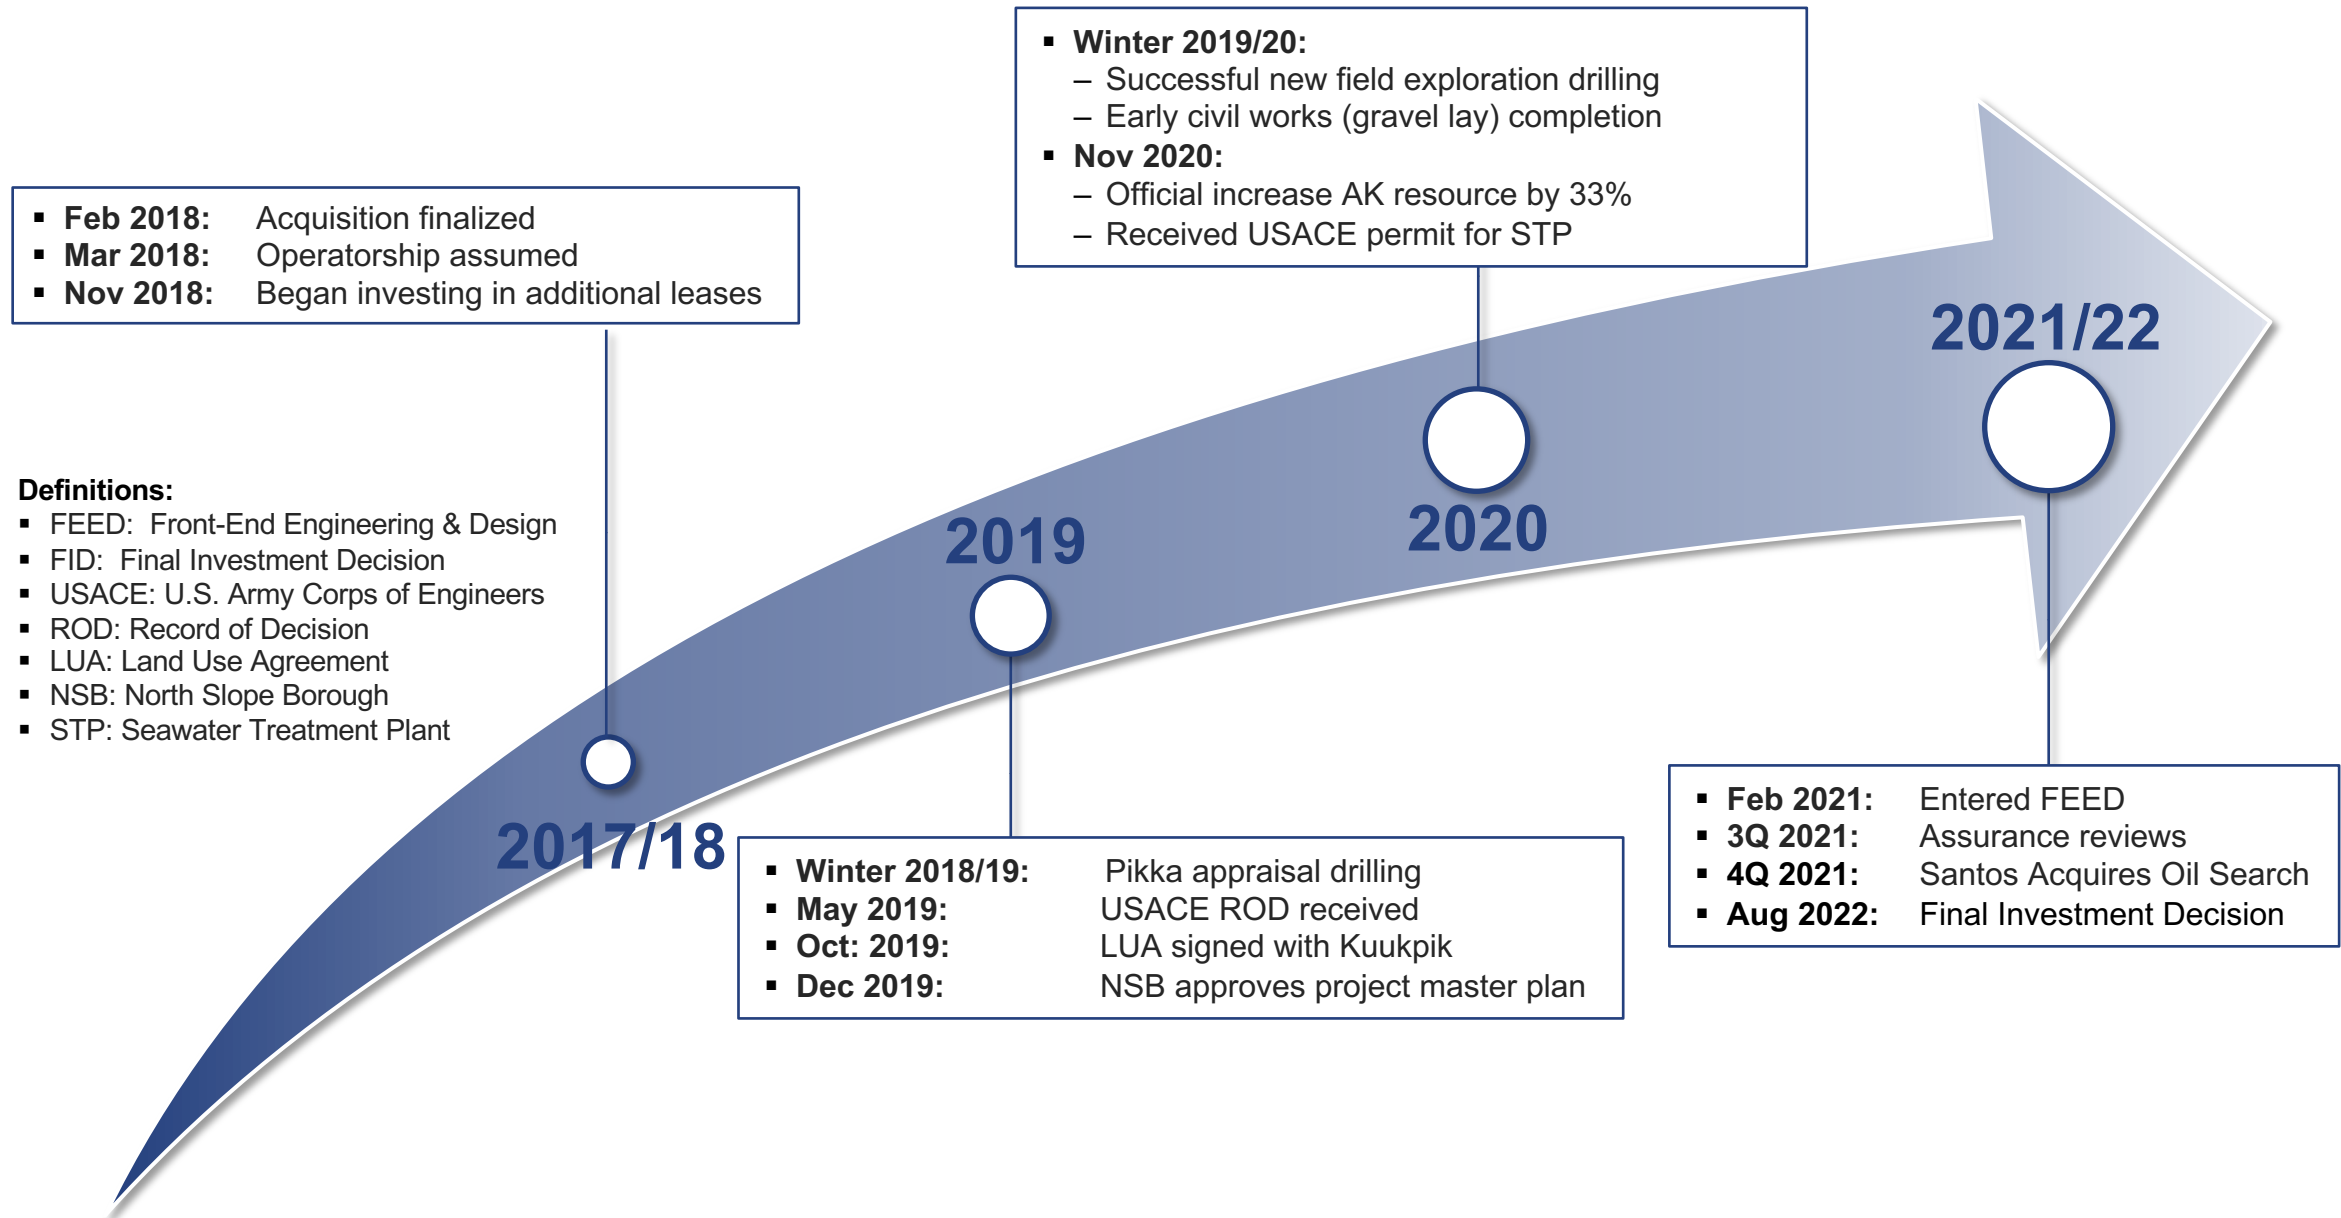 ▪ Winter 2019/20:
– Successful new field exploration drilling
– Early civil works (gravel lay) completion
▪ Nov 2020:
– Official increase AK resource by 33%
– Received USACE permit for STP
▪ Feb 2018: Acquisition finalized
▪ Mar 2018: Operatorship assumed
▪ Nov 2018: Began investing in additional leases
2021/22
Definitions:
▪ FEED: Front-End Engineering & Design
▪ FID: Final Investment Decision
▪ USACE: U.S. Army Corps of Engineers
▪ ROD: Record of Decision
▪ LUA: Land Use Agreement
▪ NSB: North Slope Borough
▪ STP: Seawater Treatment Plant
2019
2020
2017/18
▪ Winter 2018/19: Pikka appraisal drilling
▪ May 2019: USACE ROD received
▪ Oct: 2019: LUA signed with Kuukpik
▪ Dec 2019: NSB approves project master plan
▪ Feb 2021: Entered FEED
▪ 3Q 2021: Assurance reviews
▪ 4Q 2021: Santos Acquires Oil Search
▪ Aug 2022: Final Investment Decision